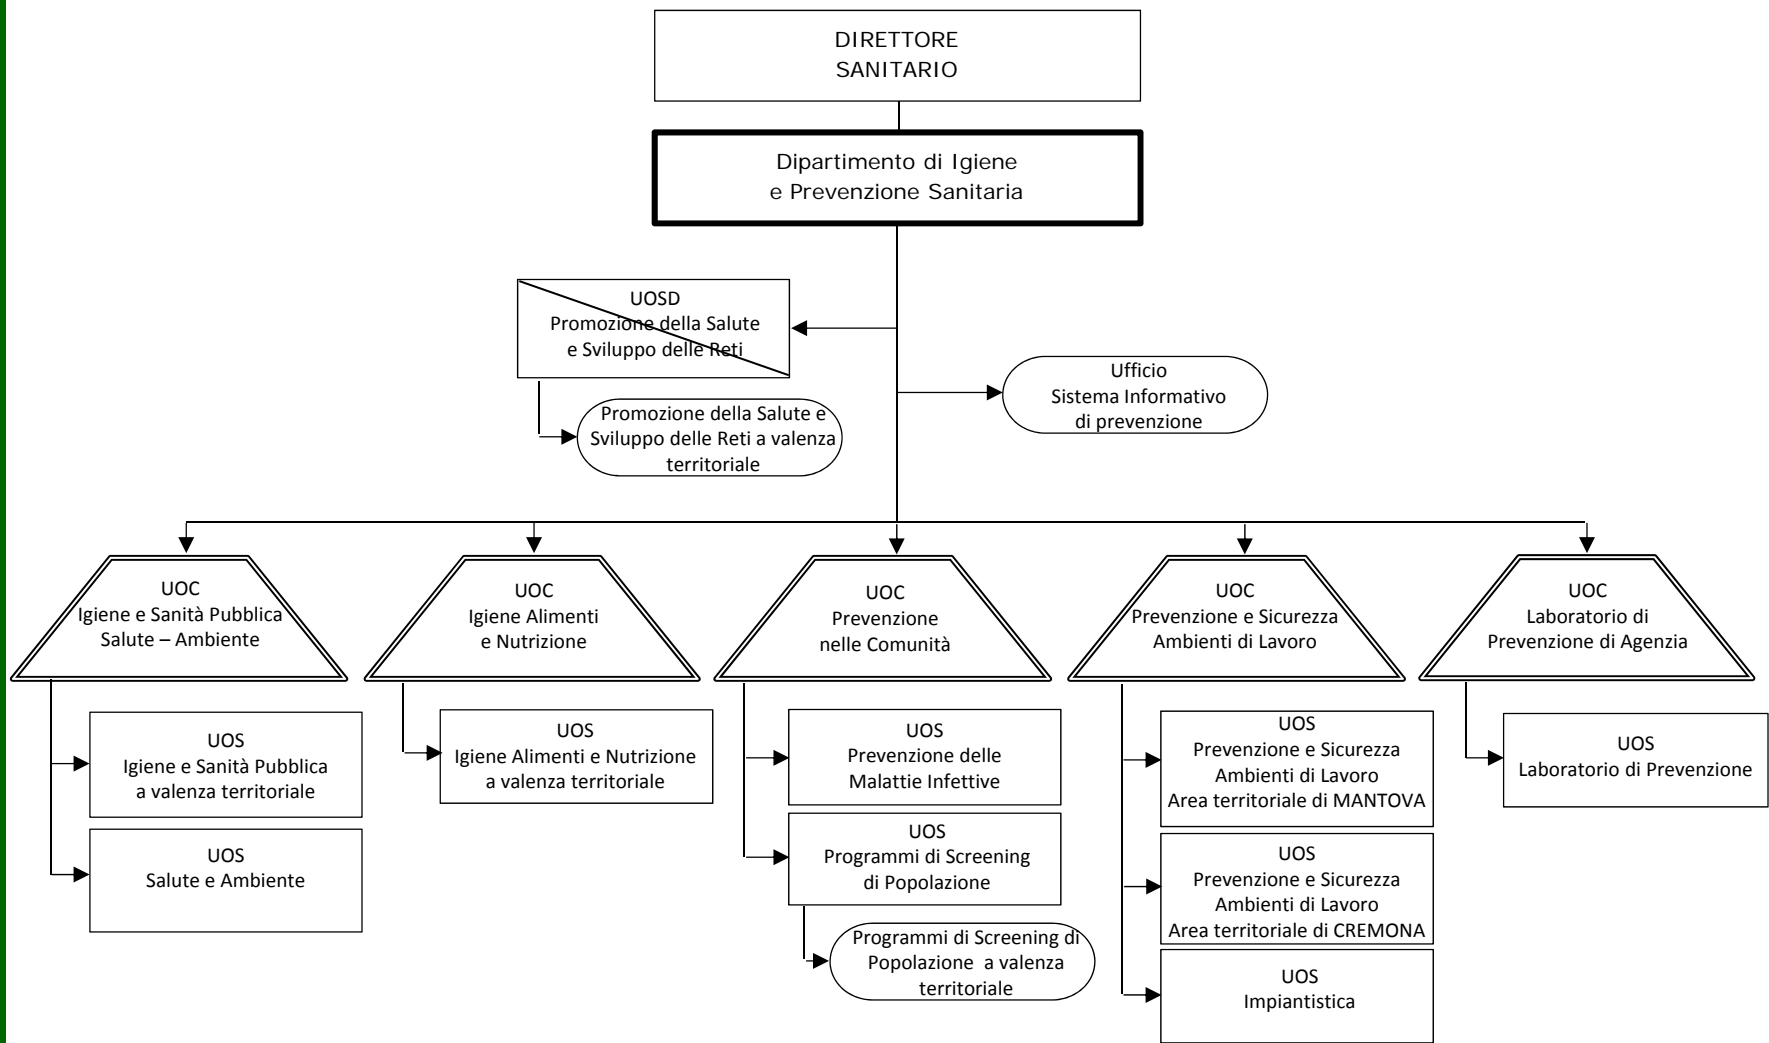 DIRETTORE
SANITARIO
Dipartimento di Igiene
e Prevenzione Sanitaria
UOSD
Promozione della Salute
e Sviluppo delle Reti
Promozione della Salute e
Sviluppo delle Reti a valenza
territoriale
Ufficio
Sistema Informativo
di prevenzione
UOC
Igiene e Sanità Pubblica
Salute – Ambiente
UOS
Igiene e Sanità Pubblica
a valenza territoriale
UOS
Salute e Ambiente
UOC
Igiene Alimenti
e Nutrizione
UOS
Igiene Alimenti e Nutrizione
a valenza territoriale
UOC
Prevenzione
nelle Comunità
UOS
Prevenzione delle
Malattie Infettive
UOS
Programmi di Screening
di Popolazione
Programmi di Screening di
Popolazione a valenza
territoriale
UOC
Prevenzione e Sicurezza
Ambienti di Lavoro
UOS
Prevenzione e Sicurezza
Ambienti di Lavoro
Area territoriale di MANTOVA
UOS
Prevenzione e Sicurezza
Ambienti di Lavoro
Area territoriale di CREMONA
UOS
Impiantistica
UOC
Laboratorio di
Prevenzione di Agenzia
UOS
Laboratorio di Prevenzione